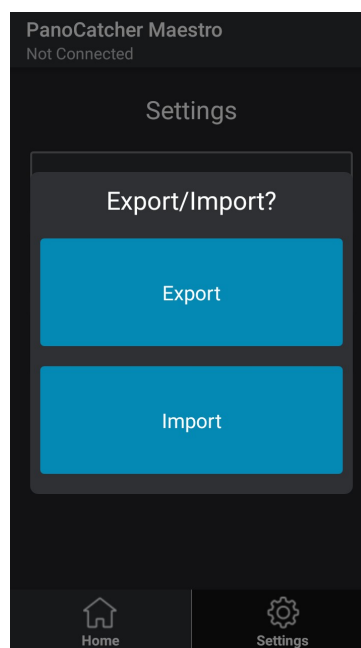 PanoCatcher Maestro
Not Connected
Settings
Export/Import?
Export
Import
Home
Settings